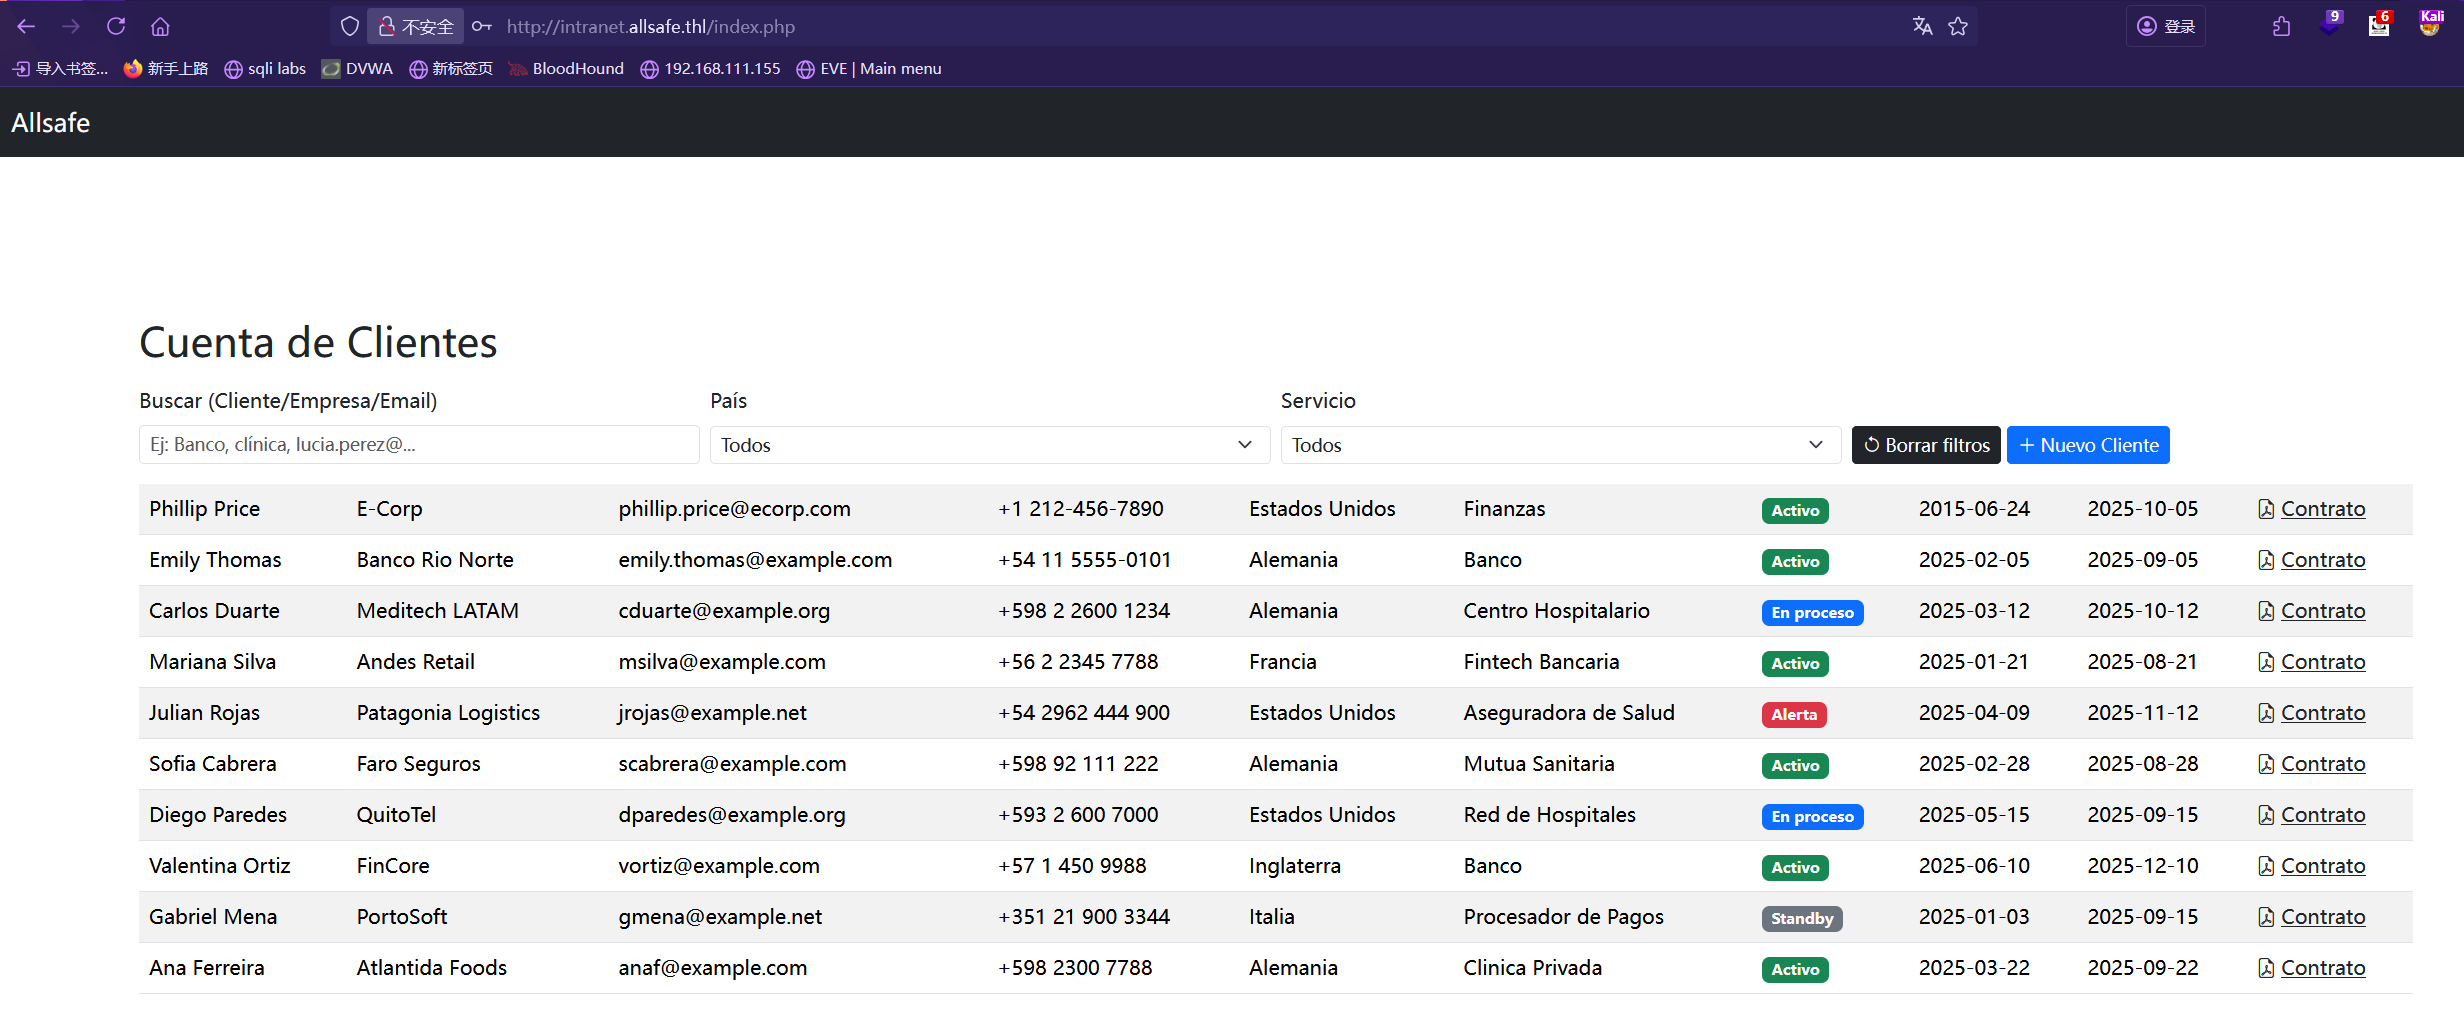 不安全 http://intranet.allsafe.thl/index.php 登录 9 6 Kali
导入书签... 新手上路 sqli labs DVWA 新标签页 BloodHound 192.168.111.155 EVE | Main menu
Allsafe
Cuenta de Clientes
Buscar (Cliente/Empresa/Email) País Servicio
Ej: Banco, clínica, lucia.perez@... Todos Todos Borrar filtros + Nuevo Cliente
Phillip Price E-Corp phillip.price@ecorp.com +1 212-456-7890 Estados Unidos Finanzas Activo 2015-06-24 2025-10-05 Contrato
Emily Thomas Banco Rio Norte emily.thomas@example.com +54 11 5555-0101 Alemania Banco Activo 2025-02-05 2025-09-05 Contrato
Carlos Duarte Meditech LATAM cduarte@example.org +598 2 2600 1234 Alemania Centro Hospitalario En proceso 2025-03-12 2025-10-12 Contrato
Mariana Silva Andes Retail msilva@example.com +56 2 2345 7788 Francia Fintech Bancaria Activo 2025-01-21 2025-08-21 Contrato
Julian Rojas Patagonia Logistics jrojas@example.net +54 2962 444 900 Estados Unidos Aseguradora de Salud Alerta 2025-04-09 2025-11-12 Contrato
Sofia Cabrera Faro Seguros scabrera@example.com +598 92 111 222 Alemania Mutua Sanitaria Activo 2025-02-28 2025-08-28 Contrato
Diego Paredes QuitoTel dparedes@example.org +593 2 600 7000 Estados Unidos Red de Hospitales En proceso 2025-05-15 2025-09-15 Contrato
Valentina Ortiz FinCore vortiz@example.com +57 1 450 9988 Inglaterra Banco Activo 2025-06-10 2025-12-10 Contrato
Gabriel Mena PortoSoft gmena@example.net +351 21 900 3344 Italia Procesador de Pagos Standby 2025-01-03 2025-09-15 Contrato
Ana Ferreira Atlantida Foods anaf@example.com +598 2300 7788 Alemania Clinica Privada Activo 2025-03-22 2025-09-22 Contrato